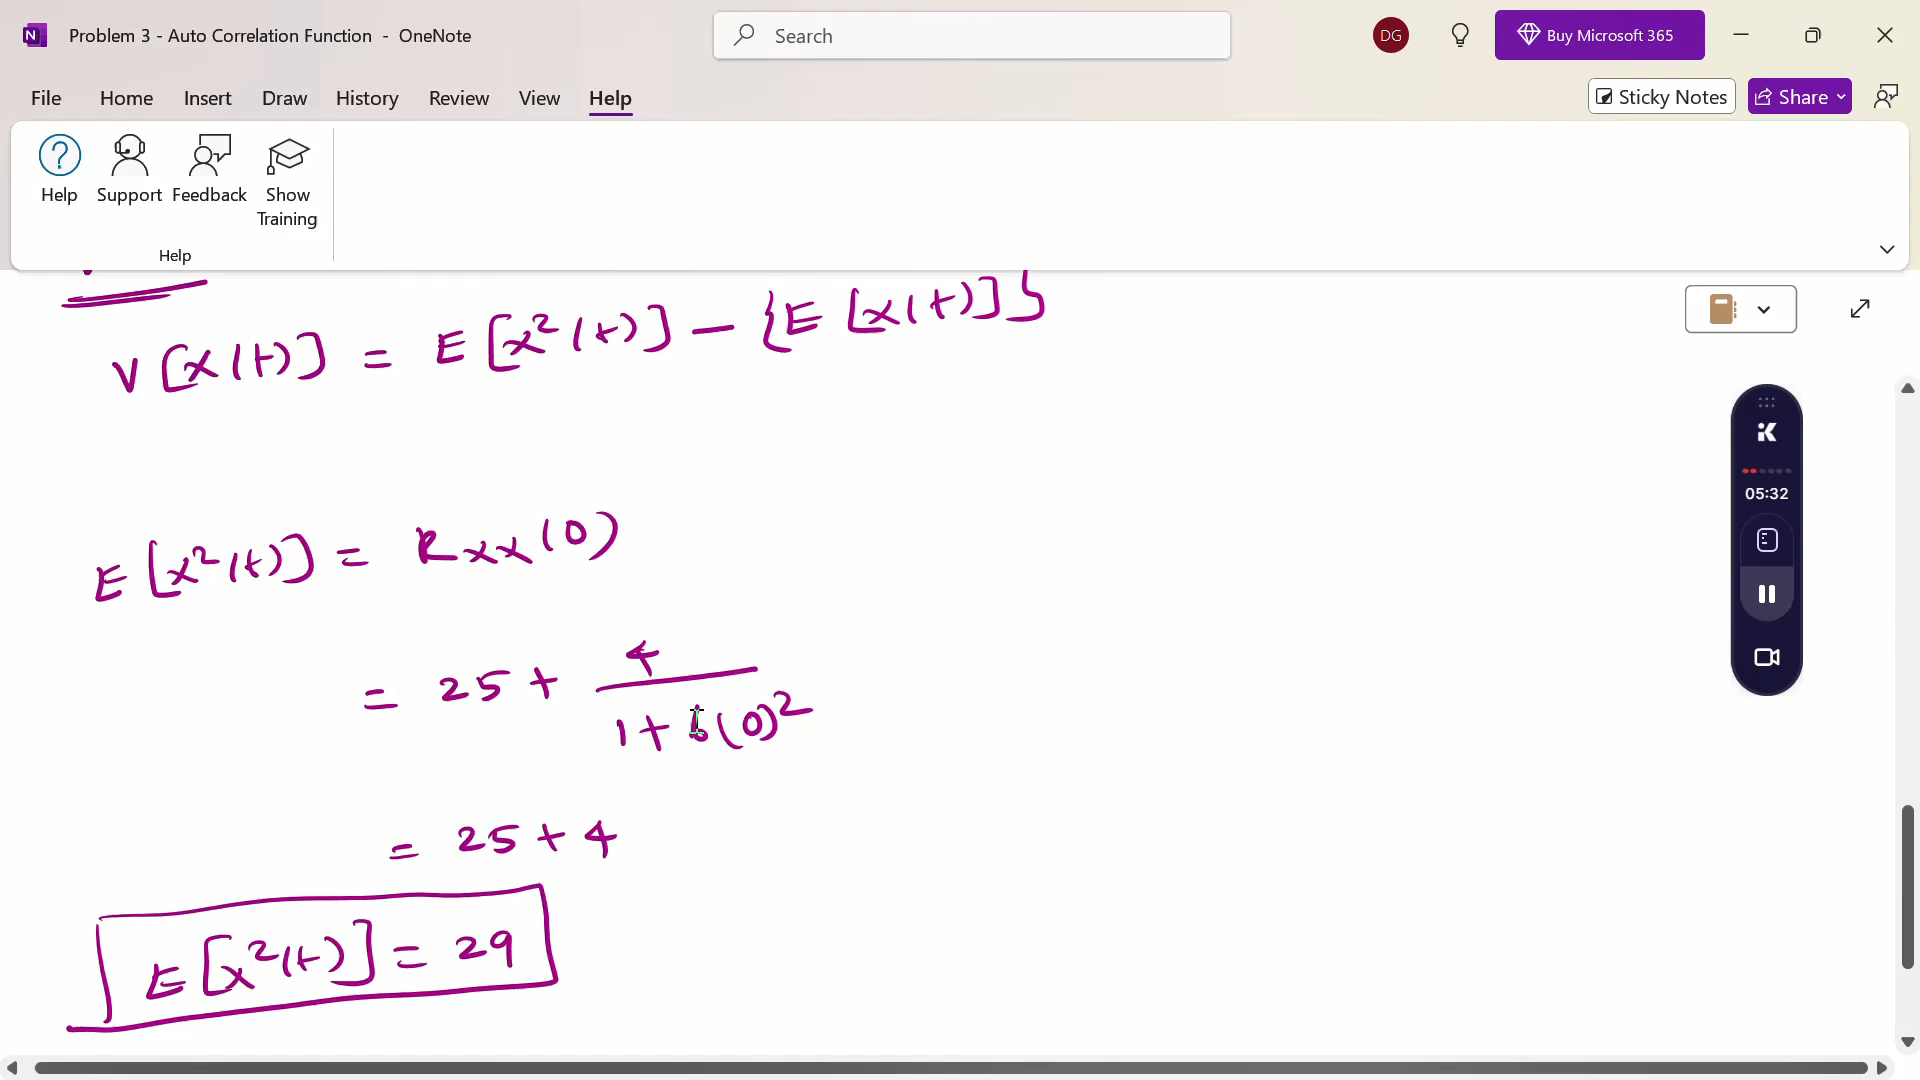 Problem 3 - Auto Correlation Function - OneNote
Search
DG
Buy Microsoft 365
File Home Insert Draw History Review View Help
Sticky Notes
Share
Help Support Feedback Show Training
Help
V[X(t)] = E[X²(t)] - {E[X(t)]}
05:32
E[X²(t)] = Rxx(0)
= 25 + 4/(1+6(0)²)
= 25 + 4
E[X²(t)] = 29